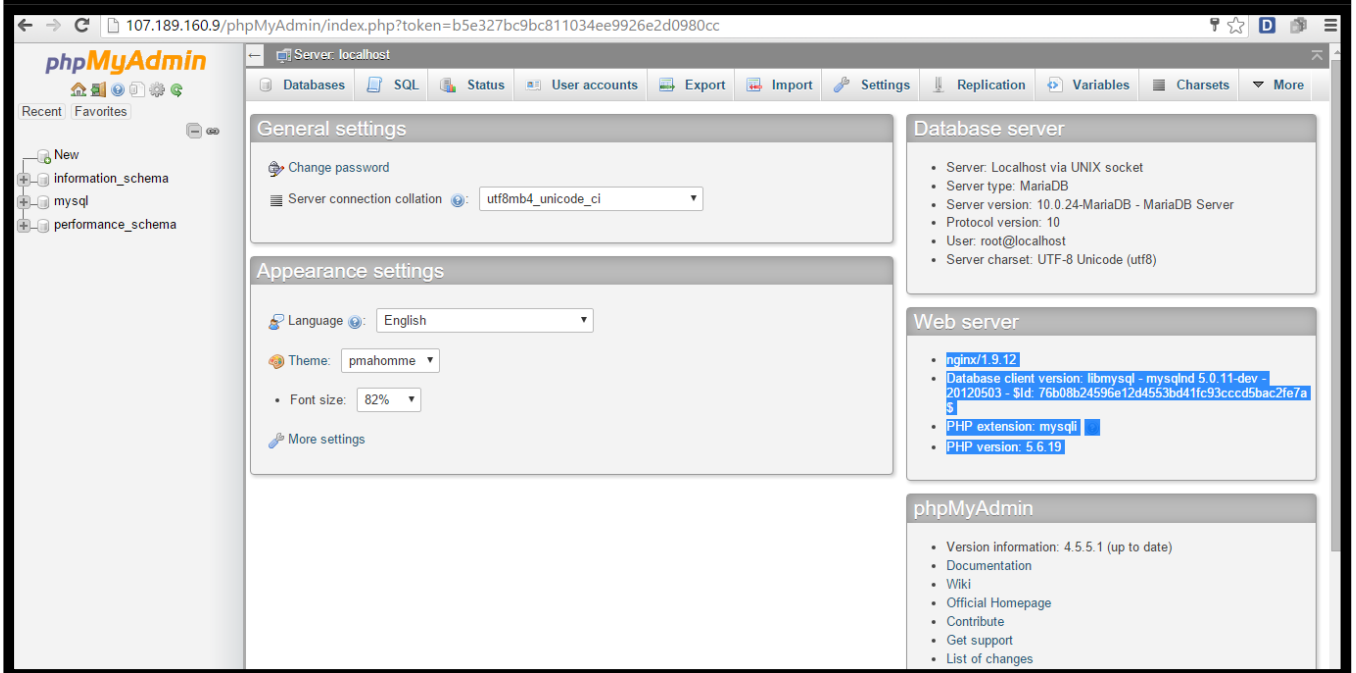 107.189.160.9/phpMyAdmin/index.php?token=b5e327bc9bc811034ee9926e2d0980cc
D
phpMyAdmin
Recent Favorites
New
information_schema
mysql
performance_schema
Server: localhost
Databases SQL Status User accounts Export Import Settings Replication Variables Charsets More
General settings
Change password
Server connection collation : utf8mb4_unicode_ci
Appearance settings
Language : English
Theme: pmahomme
Font size: 82%
More settings
Database server
Server: Localhost via UNIX socket
Server type: MariaDB
Server version: 10.0.24-MariaDB - MariaDB Server
Protocol version: 10
User: root@localhost
Server charset: UTF-8 Unicode (utf8)
Web server
nginx/1.9.12
Database client version: libmysql - mysqlnd 5.0.11-dev -
20120503 - $Id: 76b08b24596e12d4553bd41fc93cccd5bac2fe7a
$
PHP extension: mysqli
PHP version: 5.6.19
phpMyAdmin
Version information: 4.5.5.1 (up to date)
Documentation
Wiki
Official Homepage
Contribute
Get support
List of changes